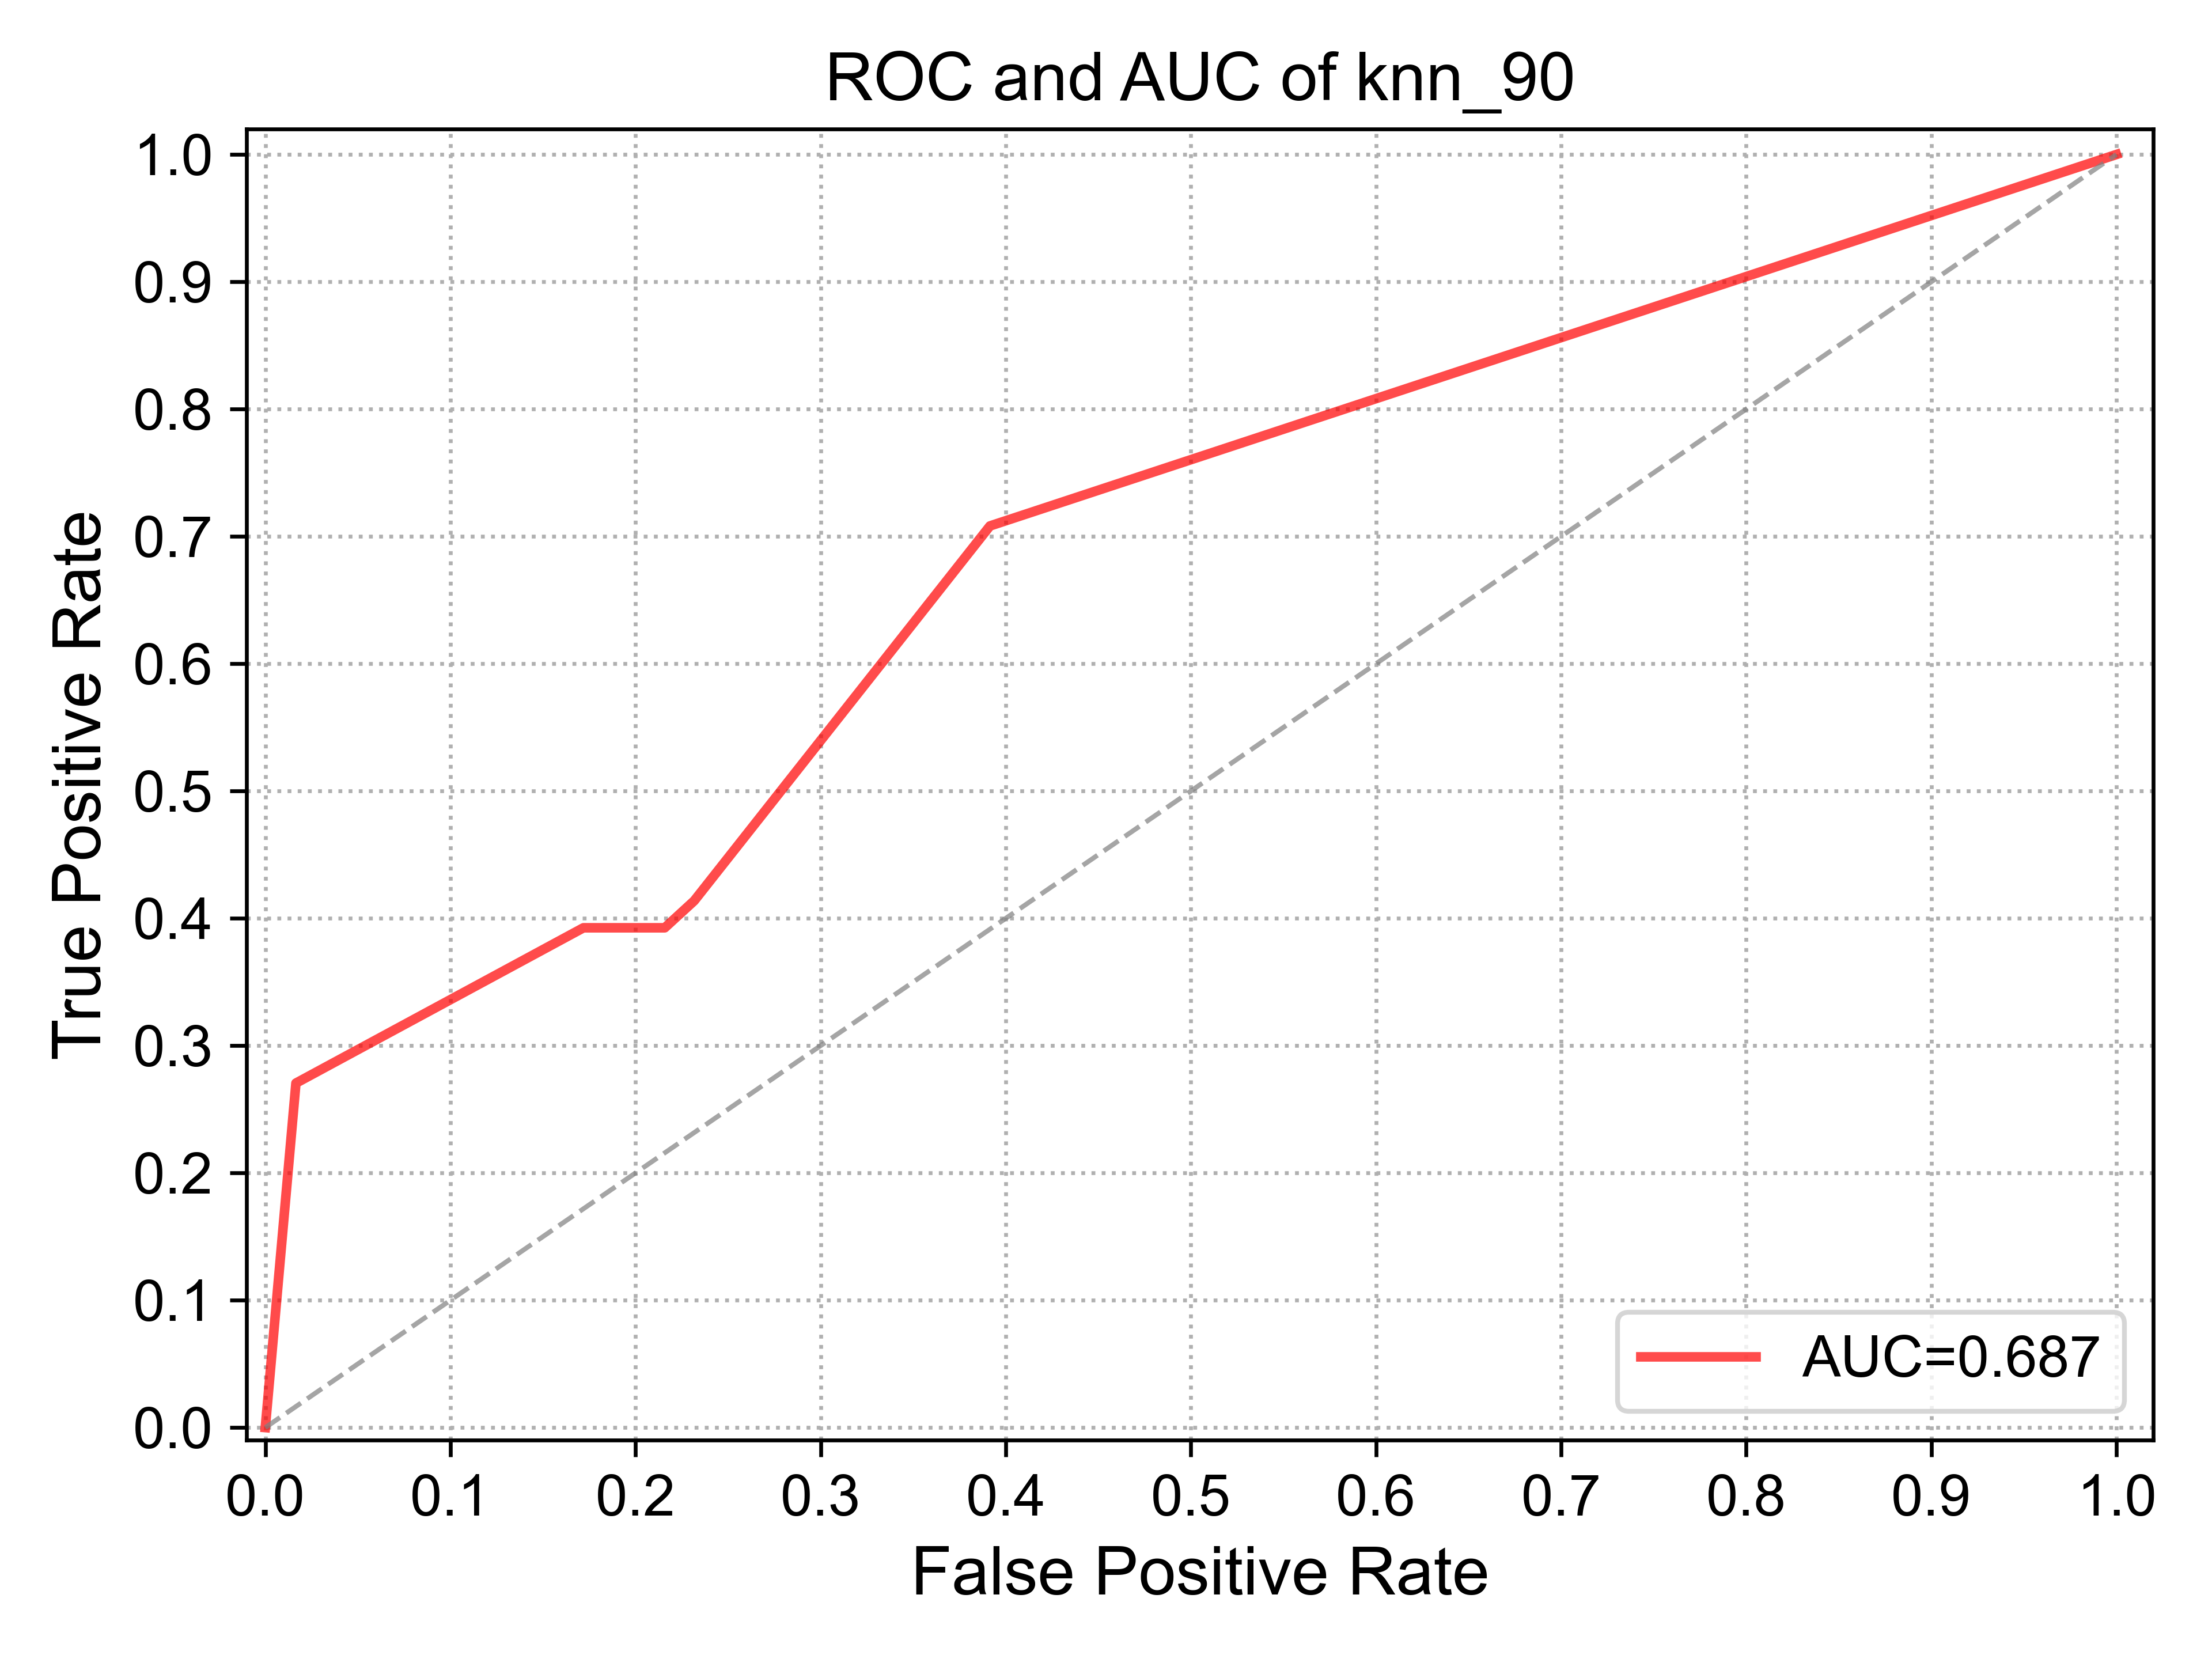 ROC and AUC of knn_90
True Positive Rate
1.0
0.9
0.8
0.7
0.6
0.5
0.4
0.3
0.2
0.1
0.0
AUC=0.687
0.0 0.1 0.2 0.3 0.4 0.5 0.6 0.7 0.8 0.9 1.0
False Positive Rate